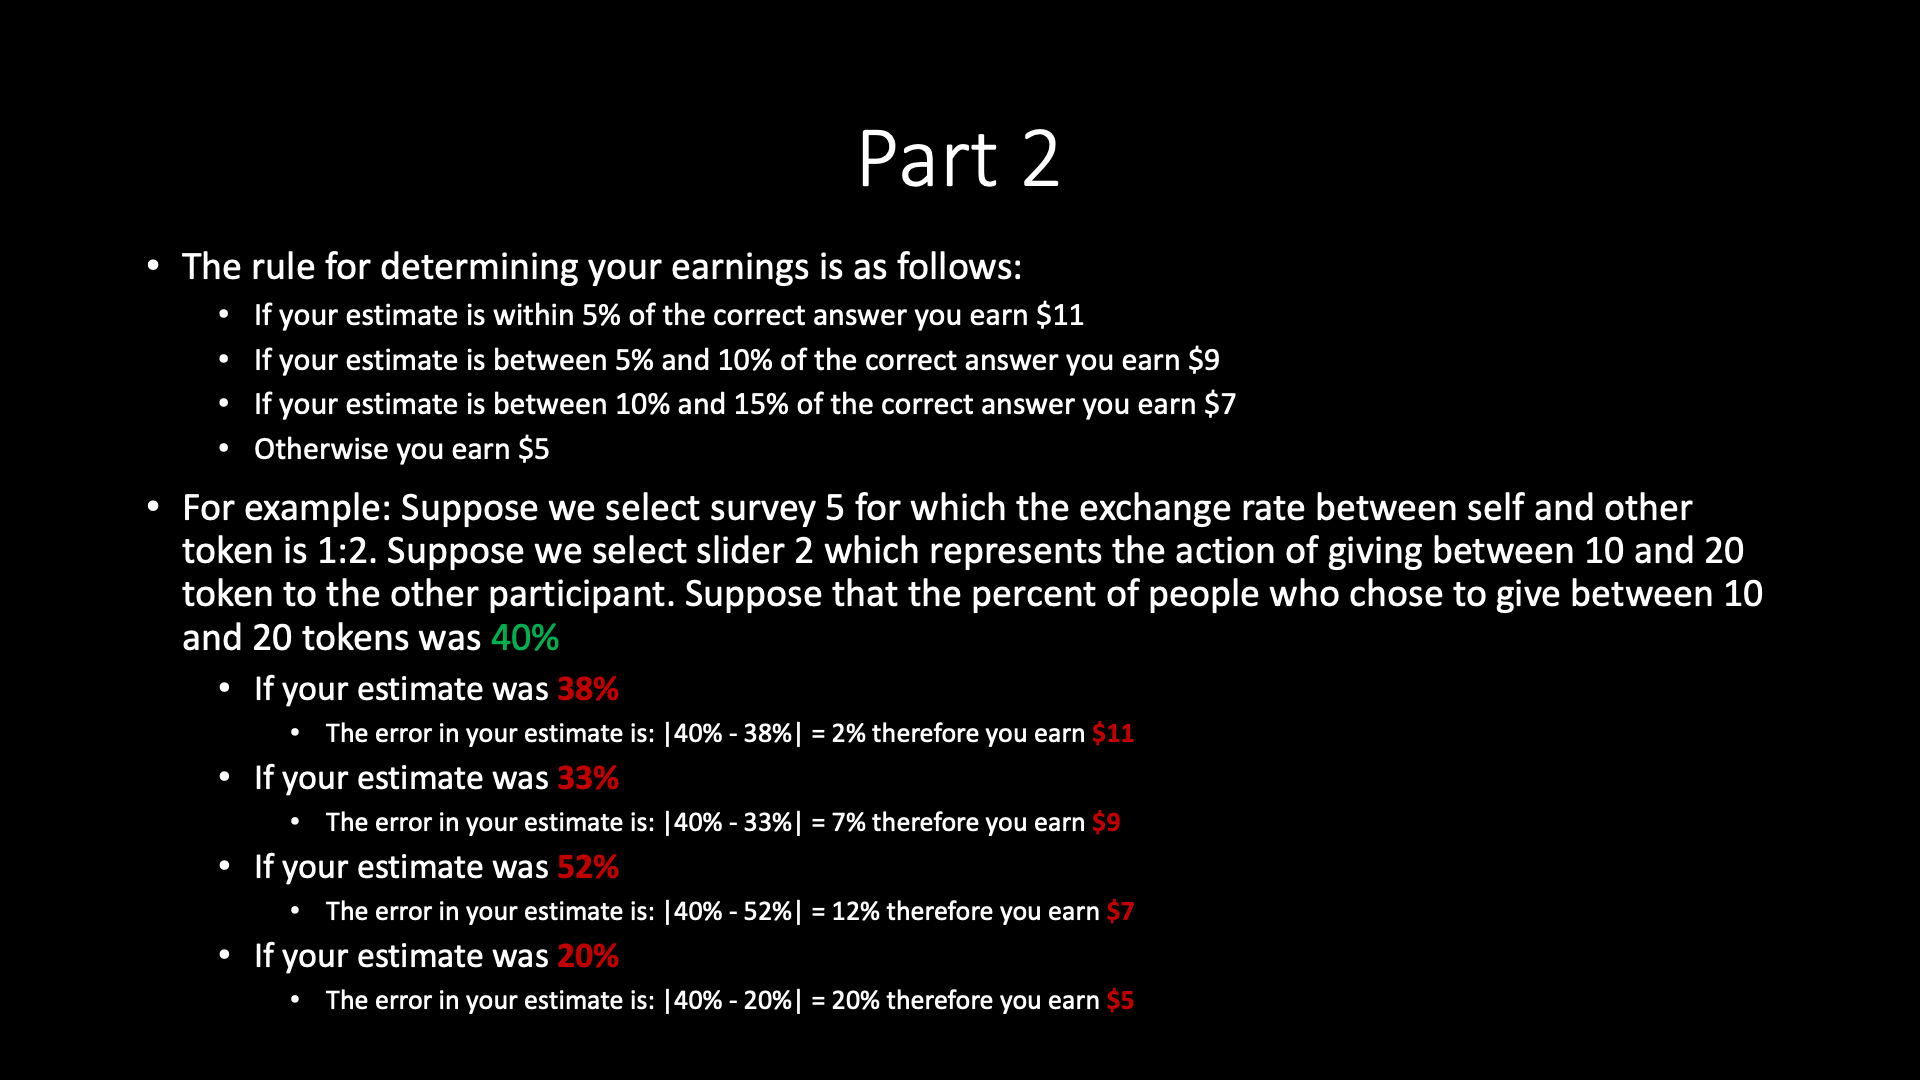 Part 2
• The rule for determining your earnings is as follows:
• If your estimate is within 5% of the correct answer you earn $11
• If your estimate is between 5% and 10% of the correct answer you earn $9
• If your estimate is between 10% and 15% of the correct answer you earn $7
• Otherwise you earn $5
• For example: Suppose we select survey 5 for which the exchange rate between self and other
token is 1:2. Suppose we select slider 2 which represents the action of giving between 10 and 20
token to the other participant. Suppose that the percent of people who chose to give between 10
and 20 tokens was 40%
• If your estimate was 38%
• The error in your estimate is: |40% - 38%| = 2% therefore you earn $11
• If your estimate was 33%
• The error in your estimate is: |40% - 33%| = 7% therefore you earn $9
• If your estimate was 52%
• The error in your estimate is: |40% - 52%| = 12% therefore you earn $7
• If your estimate was 20%
• The error in your estimate is: |40% - 20%| = 20% therefore you earn $5